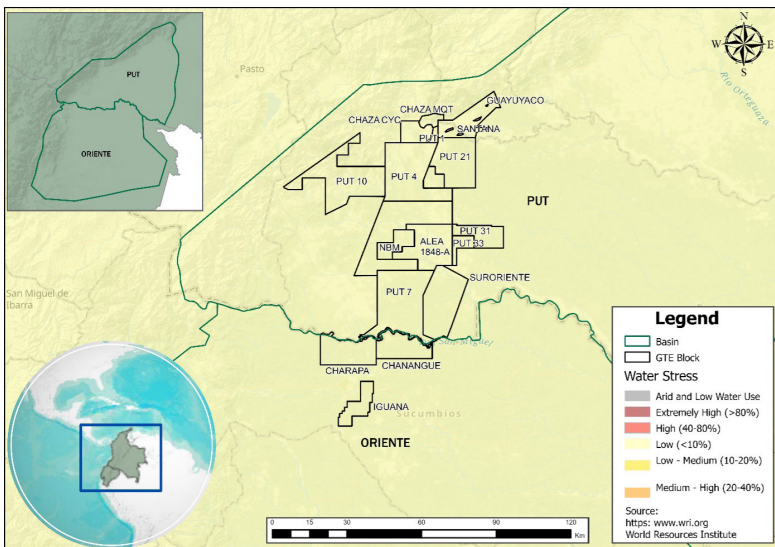 PUT
ORIENTE
Pasto
N
W
E
S
Río Orteguaza
GUAYUYACO
CHAZA MQT
CHAZA CYC
SANTANA
PUT 1
PUT 21
PUT 10
PUT 4
PUT
PUT 31
NBM
ALEA
1848-A
PUT 33
SURORIENTE
San Miguel de
Ibarra
PUT 7
San Miguel
CHARAPA
CHANANGUE
IGUANA
Sucumbios
ORIENTE
Legend
Basin
GTE Block
Water Stress
Arid and Low Water Use
Extremely High (>80%)
High (40-80%)
Low (<10%)
Low - Medium (10-20%)
Medium - High (20-40%)
Source:
https: www.wri.org
World Resources Institute
0 15 30 60 90 120
Km